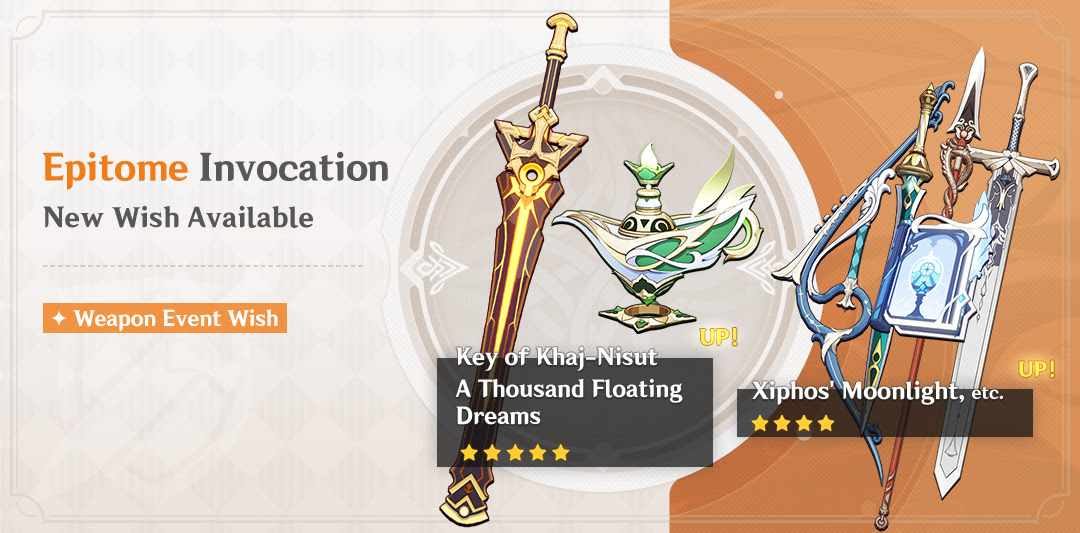 Epitome Invocation
New Wish Available
✦ Weapon Event Wish
UP!
Key of Khaj-Nisut
A Thousand Floating
Dreams
UP!
Xiphos' Moonlight, etc.